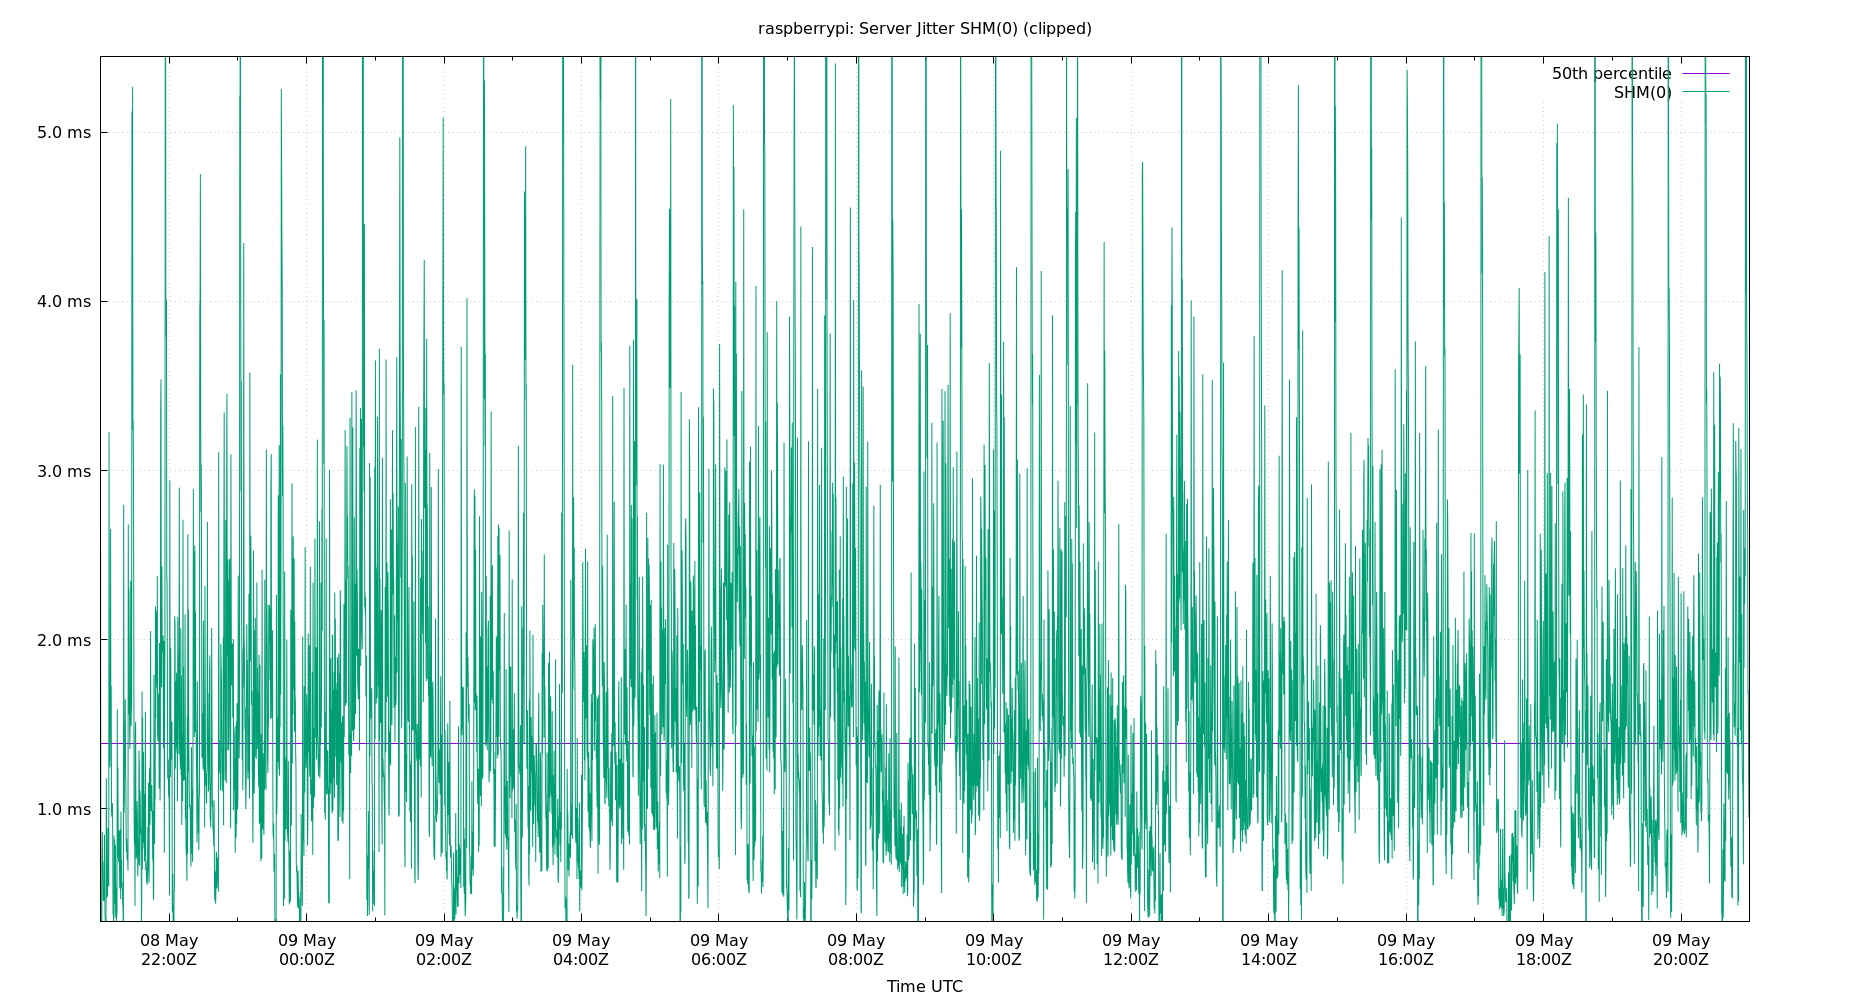 raspberrypi: Server Jitter SHM(0) (clipped)
50th percentile
SHM(0)
5.0 ms
4.0 ms
3.0 ms
2.0 ms
1.0 ms
08 May 09 May 09 May 09 May 09 May 09 May 09 May 09 May 09 May 09 May 09 May 09 May
22:00Z 00:00Z 02:00Z 04:00Z 06:00Z 08:00Z 10:00Z 12:00Z 14:00Z 16:00Z 18:00Z 20:00Z
Time UTC